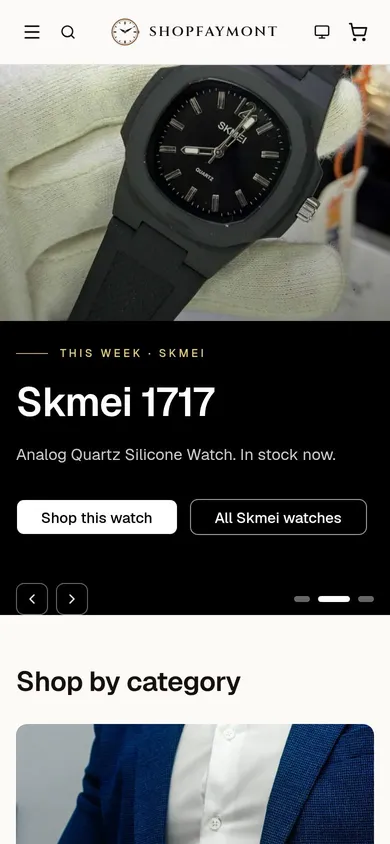 SHOPFAYMONT
12
SKMEI
QUARTZ
THIS WEEK · SKMEI
Skmei 1717
Analog Quartz Silicone Watch. In stock now.
Shop this watch
All Skmei watches
Shop by category